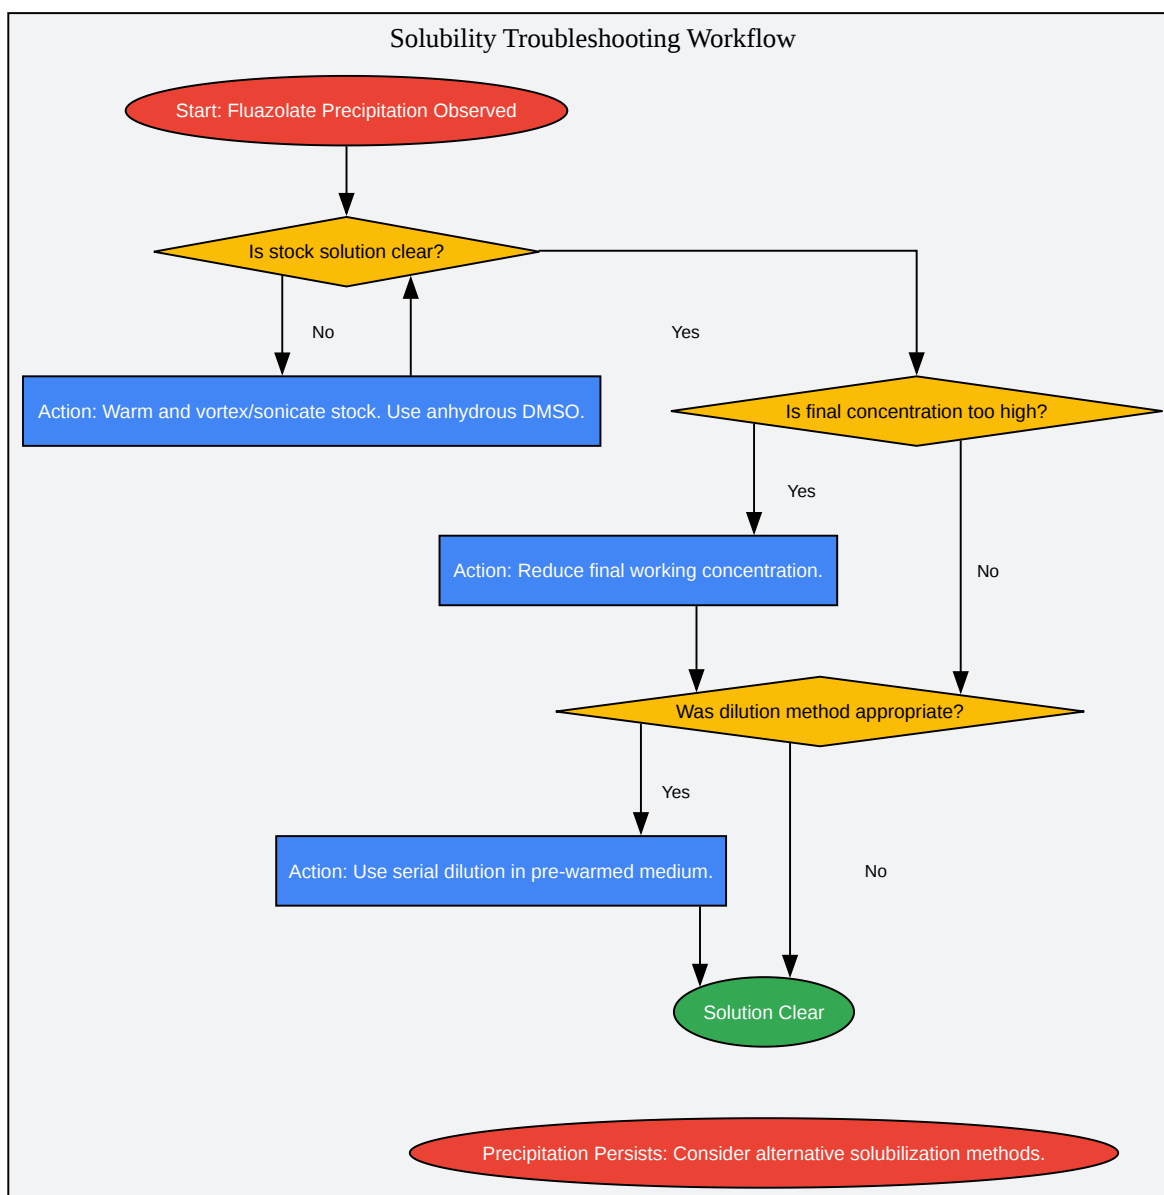 Solubility Troubleshooting Workflow
Start: Fluazolate Precipitation Observed
Is stock solution clear?
No
Yes
Action: Warm and vortex/sonicate stock. Use anhydrous DMSO.
Is final concentration too high?
Yes
Action: Reduce final working concentration.
No
Was dilution method appropriate?
Yes
Action: Use serial dilution in pre-warmed medium.
No
Solution Clear
Precipitation Persists: Consider alternative solubilization methods.